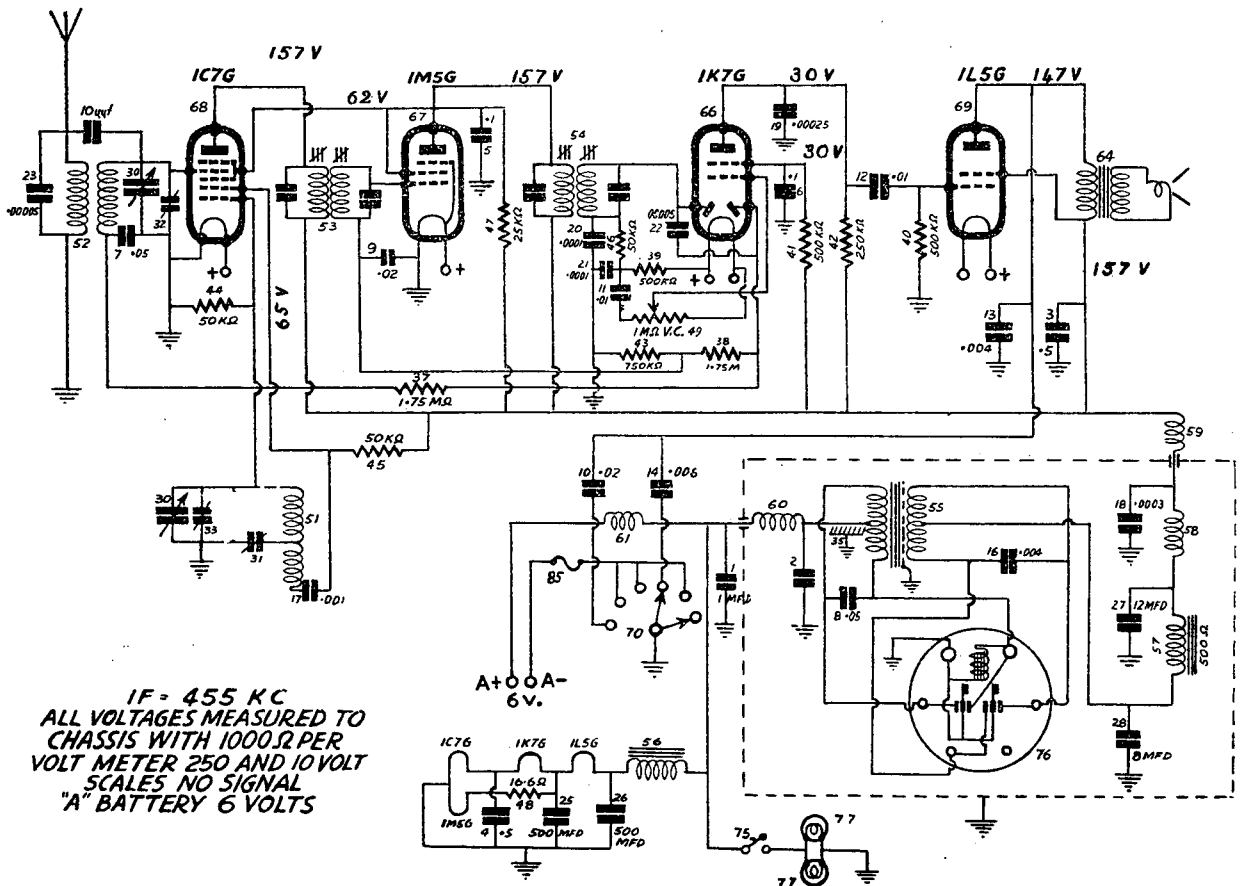 157 V
1C7G
1M5G
157V
1K7G
30 V
1L5G
147V
10μμf
68
62 V
67
·1
5
66
19
·00025
30V
69
64
23
·00005
30
32
54
·1
6
12
·01
52
7
·05
53
9
·02
47
25KΩ
20
·0001
46
50KΩ
·00005
22
41
500KΩ
42
250KΩ
40
500KΩ
157 V
44
50KΩ
65V
21
·0001
39
500KΩ
11
·01
1MΩ V.C. 49
13
·004
3
·5
43
750KΩ
38
1·75M
37
1·75 MΩ
50KΩ
45
59
10
·02
14
·006
30
33
31
51
17
·001
61
60
55
35
18
·0003
58
85
70
1
1 MFD
2
16
·004
8
·05
27
12MFD
57
500Ω
A+
A-
6V.
28
8MFD
76
IF = 455 KC
ALL VOLTAGES MEASURED TO
CHASSIS WITH 1000Ω PER
VOLT METER 250 AND 10 VOLT
SCALES NO SIGNAL
"A" BATTERY 6 VOLTS
1C7G
1K7G
1L5G
56
16·6Ω
48
1M5G
4
·5
25
500 MFD
26
500 MFD
75
77
77